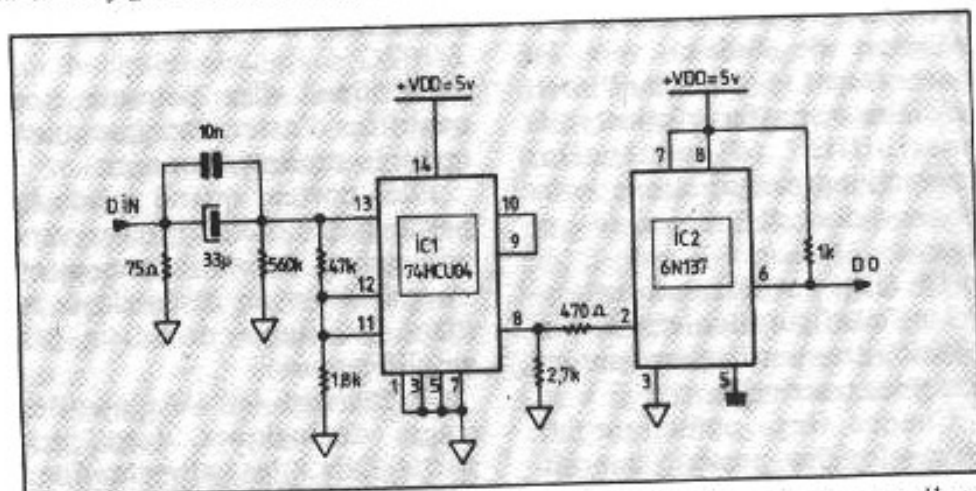 +VDD=5v
+VDD=5v
10n
14
7
8
D iN
13
10
iC1
74HCU04
9
iC2
6N137
1k
75Ω
33µ
560k
47k
12
6
D O
11
8
470 Ω
2
1,8k
2,7k
1
3
5
7
3
5